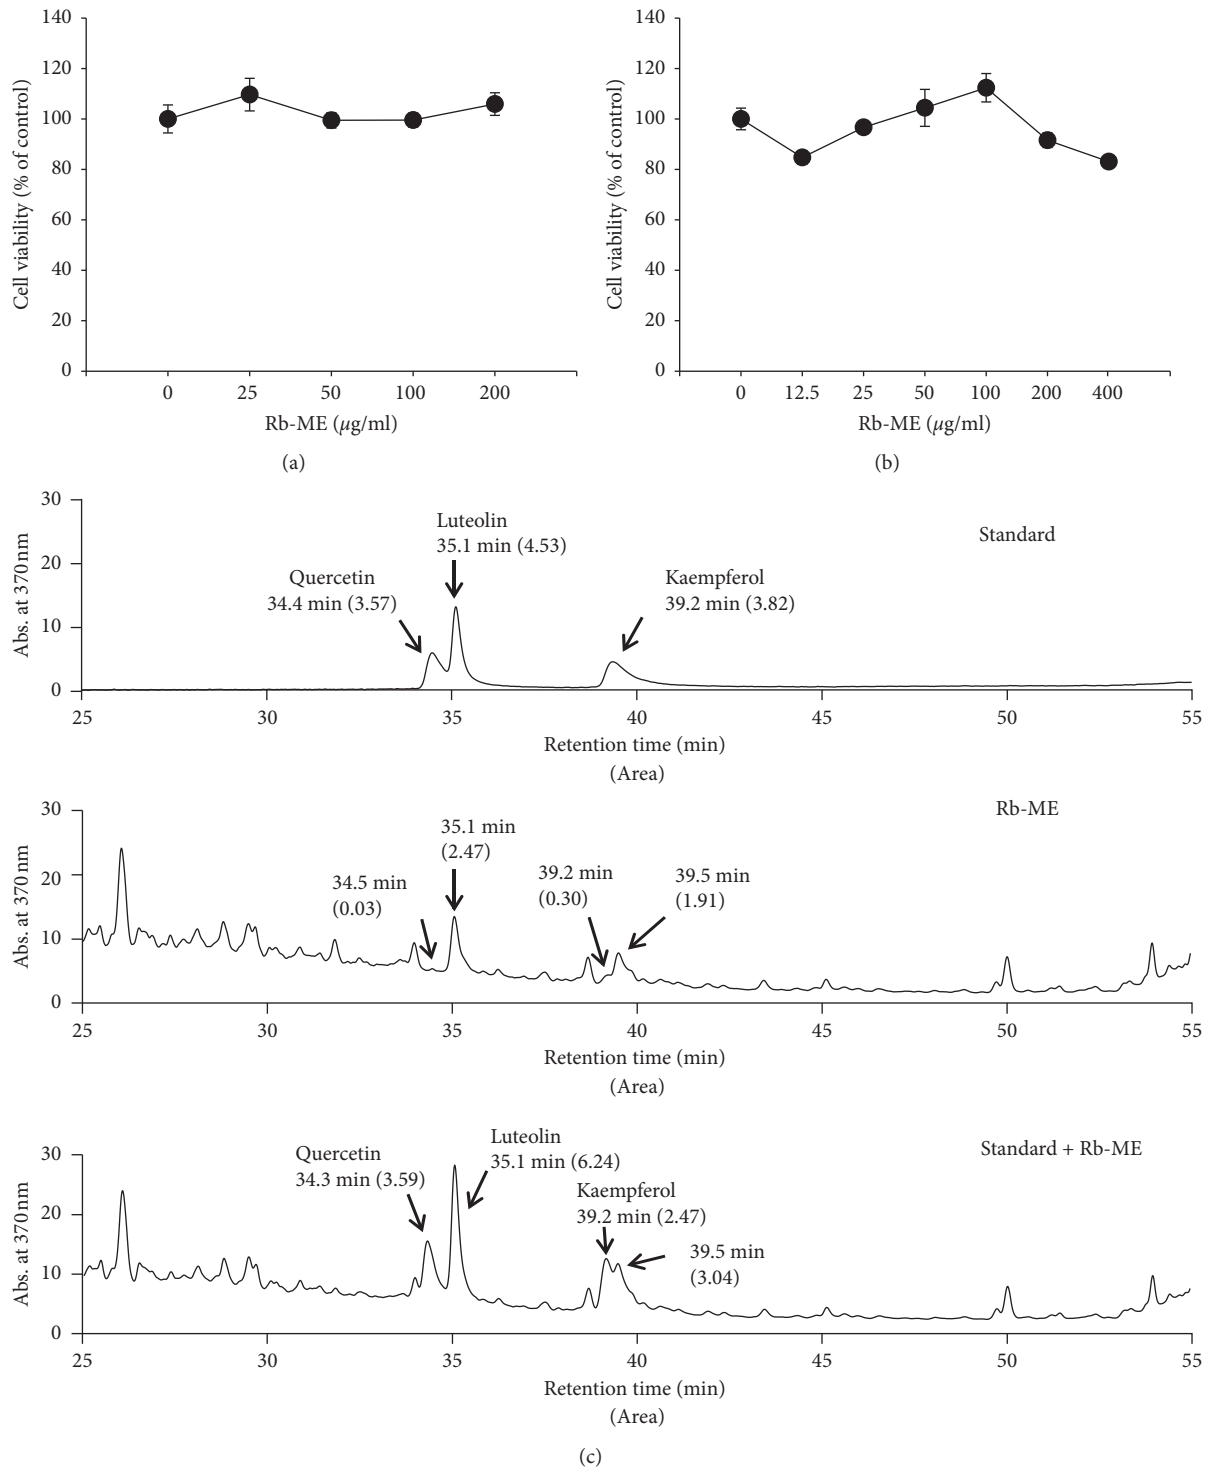 140
120
100
80
60
40
20
0
Cell viability (% of control)
0 25 50 100 200
Rb-ME (μg/ml)
(a)
140
120
100
80
60
40
20
0
Cell viability (% of control)
0 12.5 25 50 100 200 400
Rb-ME (μg/ml)
(b)
30
20
10
0
Abs. at 370 nm
Standard
Luteolin
35.1 min (4.53)
Quercetin
34.4 min (3.57)
Kaempferol
39.2 min (3.82)
25 30 35 40 45 50 55
Retention time (min)
(Area)
30
20
10
0
Abs. at 370 nm
Rb-ME
35.1 min
(2.47)
34.5 min
(0.03)
39.2 min
(0.30)
39.5 min
(1.91)
25 30 35 40 45 50 55
Retention time (min)
(Area)
30
20
10
0
Abs. at 370 nm
Standard + Rb-ME
Luteolin
35.1 min (6.24)
Quercetin
34.3 min (3.59)
Kaempferol
39.2 min (2.47)
39.5 min
(3.04)
25 30 35 40 45 50 55
Retention time (min)
(Area)
(c)